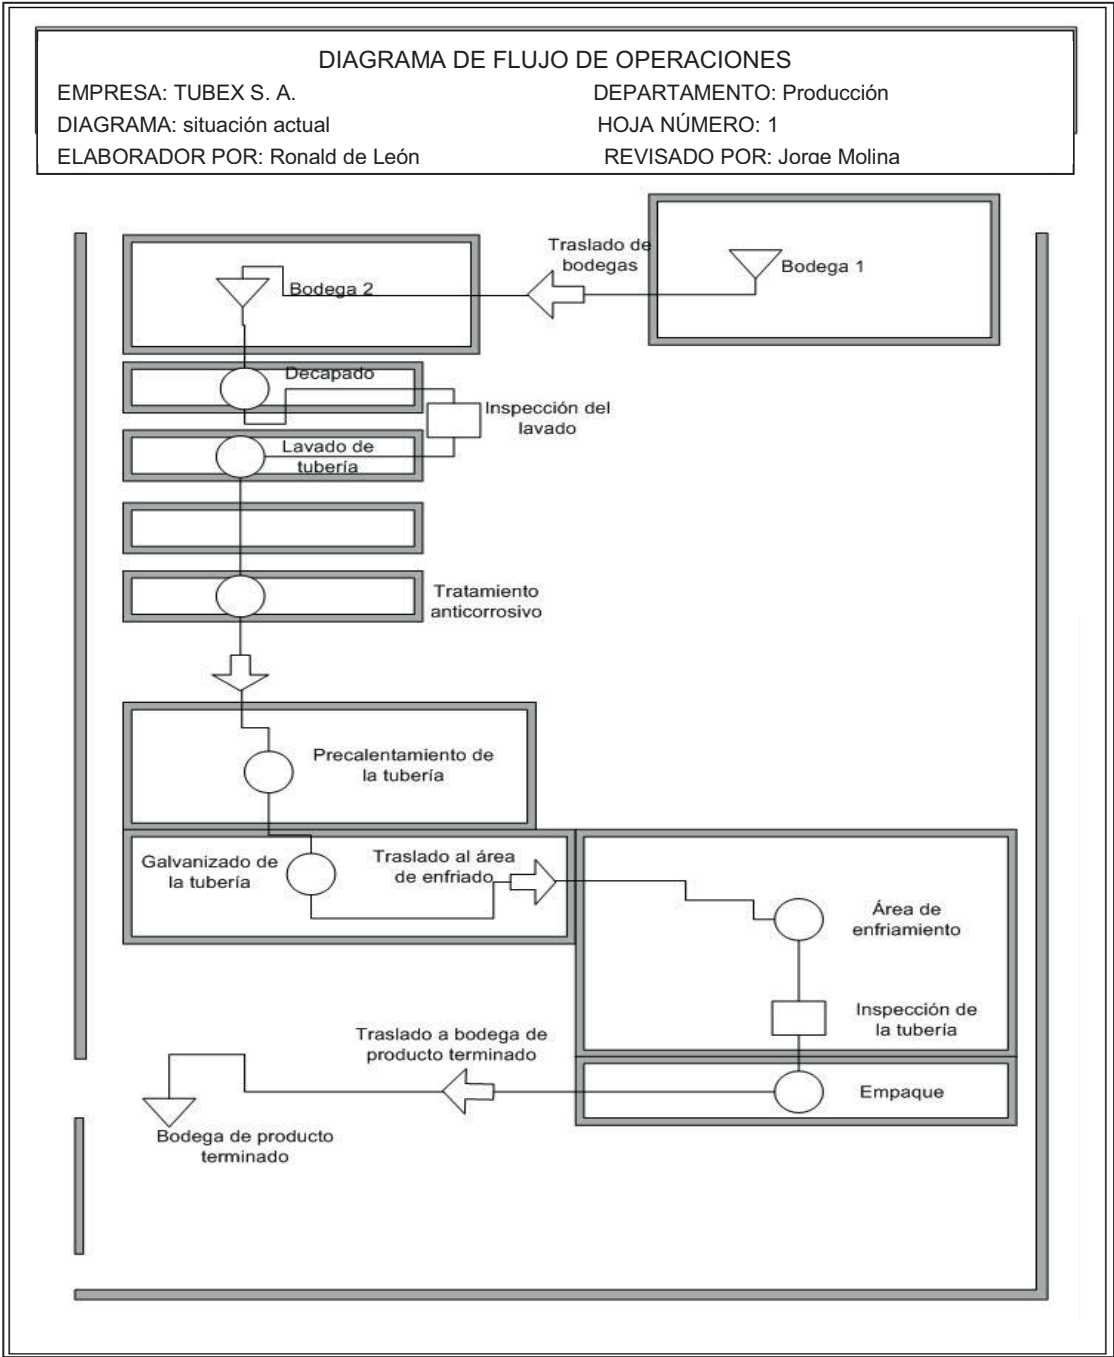 DIAGRAMA DE FLUJO DE OPERACIONES
EMPRESA: TUBEX S. A. DEPARTAMENTO: Producción
DIAGRAMA: situación actual HOJA NÚMERO: 1
ELABORADOR POR: Ronald de León REVISADO POR: Jorge Molina
Traslado de
bodegas
Bodega 1
Bodega 2
Decapado
Inspección del
lavado
Lavado de
tubería
Tratamiento
anticorrosivo
Precalentamiento de
la tubería
Galvanizado de
la tubería
Traslado al área
de enfriado
Área de
enfriamiento
Inspección de
la tubería
Traslado a bodega de
producto terminado
Empaque
Bodega de producto
terminado